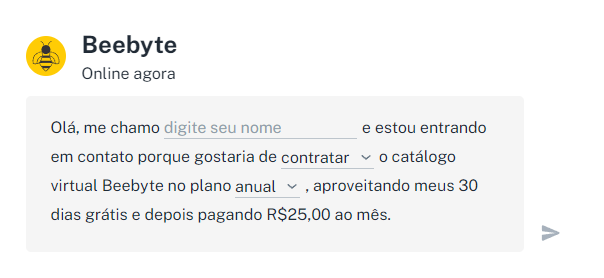 Beebyte
Online agora
Olá, me chamo digite seu nome e estou entrando
em contato porque gostaria de contratar o catálogo
virtual Beebyte no plano anual , aproveitando meus 30
dias grátis e depois pagando R$25,00 ao mês.